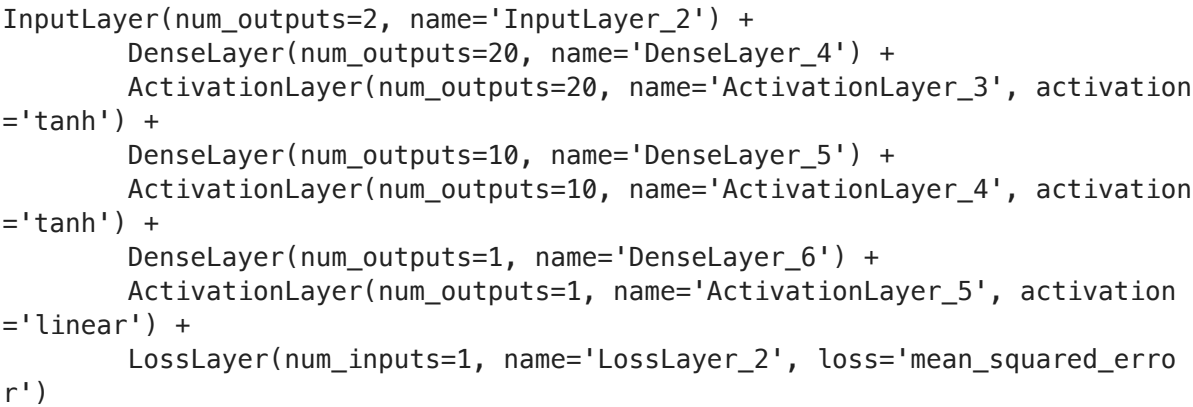 InputLayer(num_outputs=2, name='InputLayer_2') +
        DenseLayer(num_outputs=20, name='DenseLayer_4') +
        ActivationLayer(num_outputs=20, name='ActivationLayer_3', activation
='tanh') +
        DenseLayer(num_outputs=10, name='DenseLayer_5') +
        ActivationLayer(num_outputs=10, name='ActivationLayer_4', activation
='tanh') +
        DenseLayer(num_outputs=1, name='DenseLayer_6') +
        ActivationLayer(num_outputs=1, name='ActivationLayer_5', activation
='linear') +
        LossLayer(num_inputs=1, name='LossLayer_2', loss='mean_squared_erro
r')